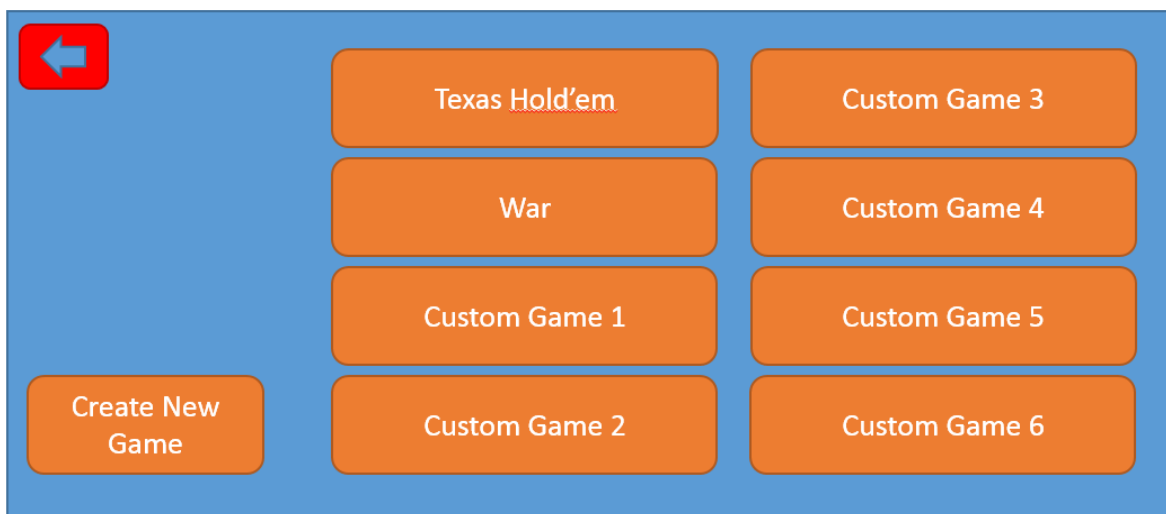 Texas Hold’em
War
Custom Game 1
Custom Game 2
Custom Game 3
Custom Game 4
Custom Game 5
Custom Game 6
Create New
Game